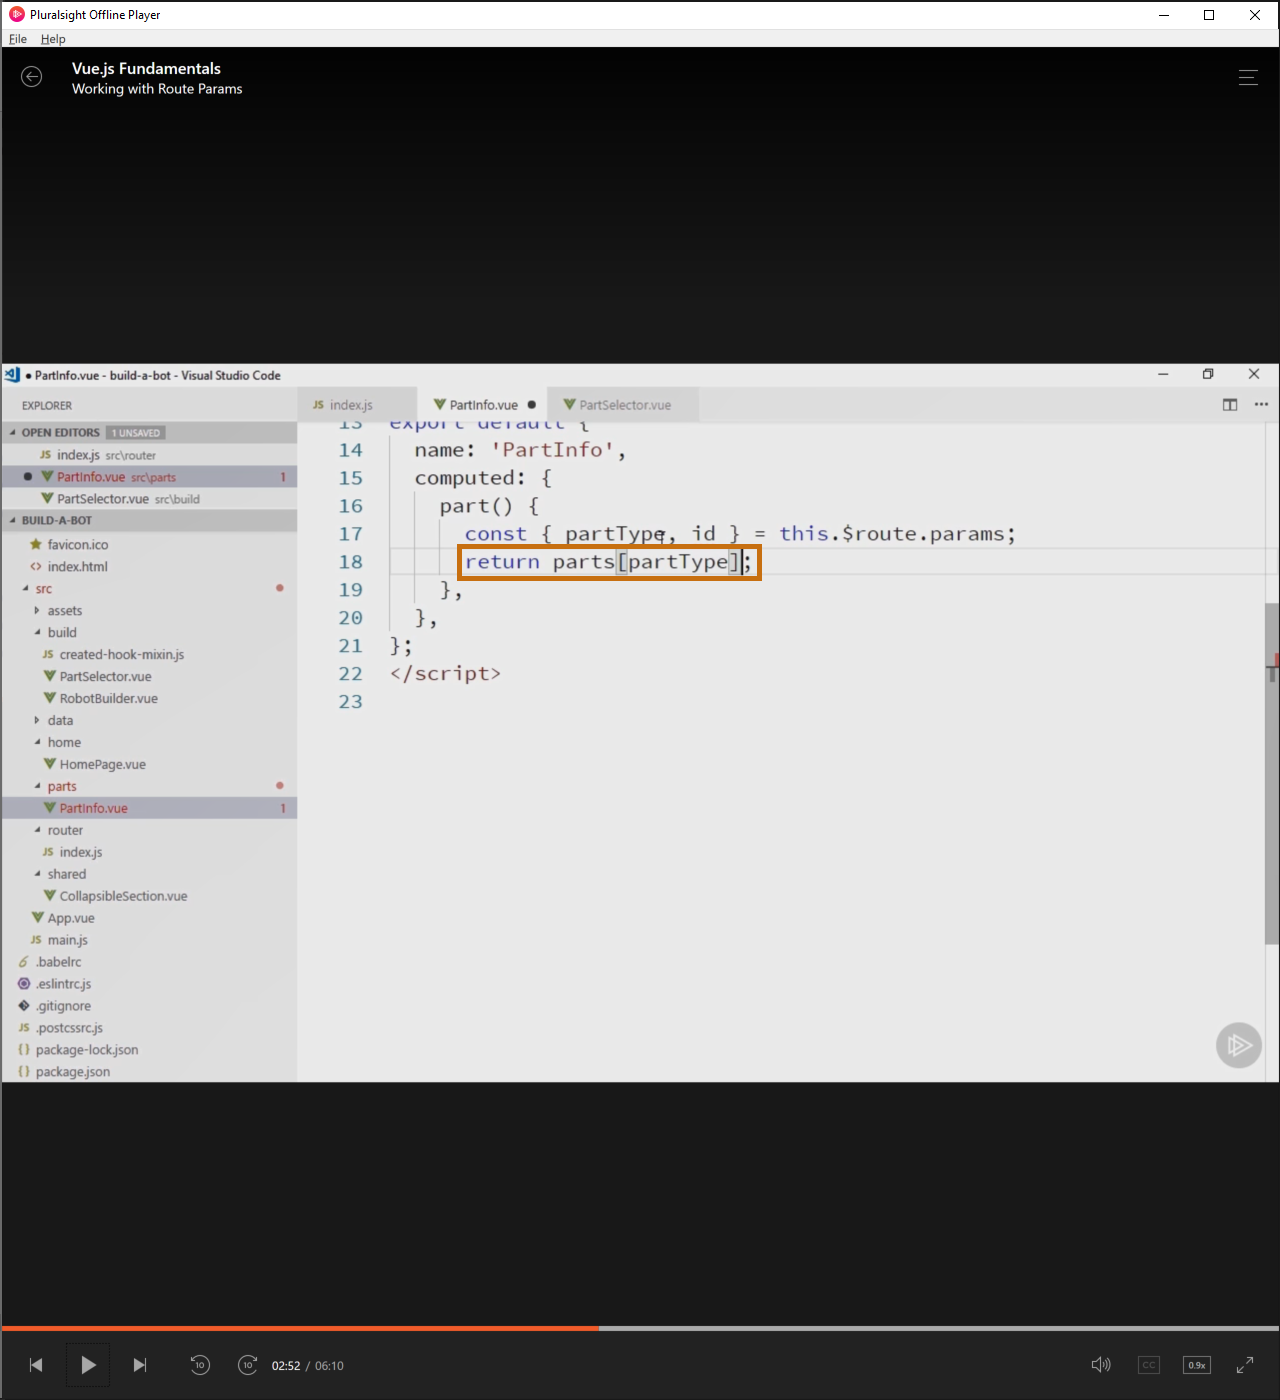 Pluralsight Offline Player
File Help
Vue.js Fundamentals
Working with Route Params
PartInfo.vue - build-a-bot - Visual Studio Code
EXPLORER
JS index.js
PartInfo.vue
PartSelector.vue
OPEN EDITORS 1 UNSAVED
JS index.js src\router
PartInfo.vue src\parts 1
PartSelector.vue src\build
BUILD-A-BOT
favicon.ico
<> index.html
src
assets
build
JS created-hook-mixin.js
PartSelector.vue
RobotBuilder.vue
data
home
HomePage.vue
parts
PartInfo.vue 1
router
JS index.js
shared
CollapsibleSection.vue
App.vue
JS main.js
.babelrc
.eslintrc.js
.gitignore
JS .postcssrc.js
{} package-lock.json
{} package.json
13 export default {
14 name: 'PartInfo',
15 computed: {
16 part() {
17 const { partType, id } = this.$route.params;
18 return parts[partType];
19 },
20 },
21 };
22 </script>
23
10
10
02:52 / 06:10
CC
0.9x